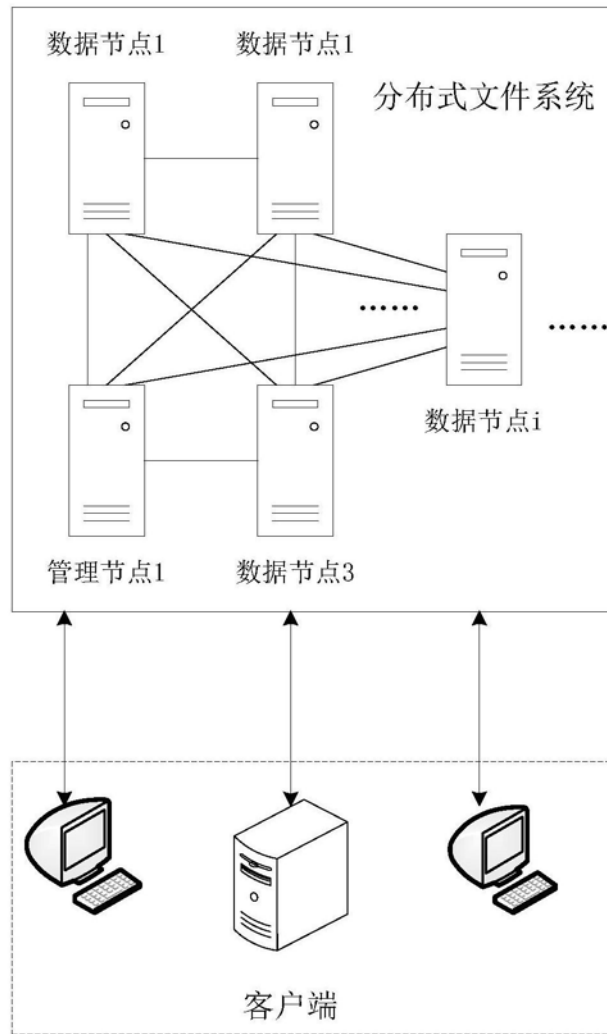 数据节点1 数据节点1
分布式文件系统
......
......
数据节点i
管理节点1 数据节点3
客户端